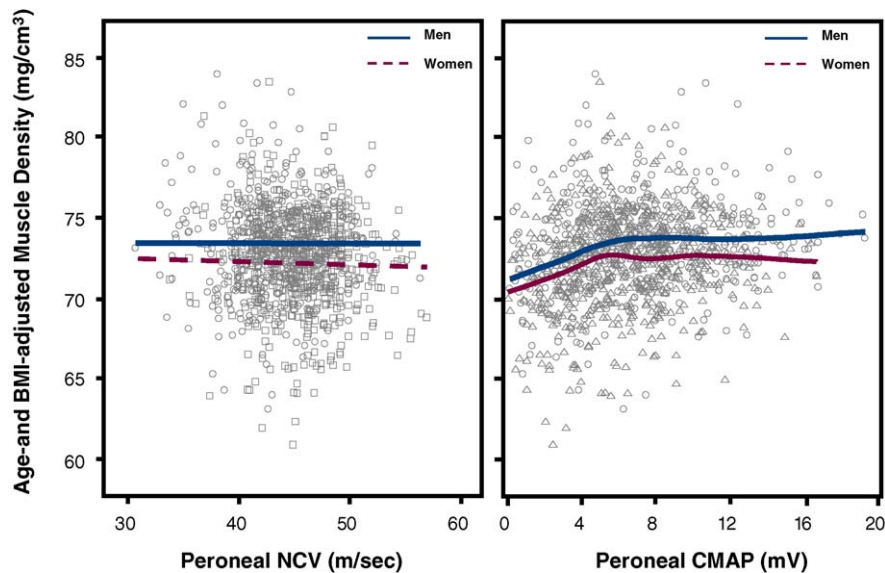 Age-and BMI-adjusted Muscle Density (mg/cm³)
85
80
75
70
65
60
Men
Women
30 40 50 60
Peroneal NCV (m/sec)
Men
Women
0 4 8 12 16 20
Peroneal CMAP (mV)